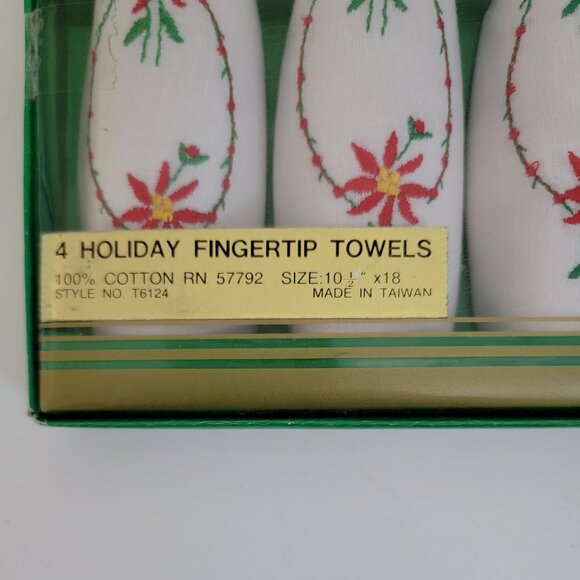 4 HOLIDAY FINGERTIP TOWELS
100% COTTON RN 57792 SIZE:10 ½" x18
STYLE NO. T6124 MADE IN TAIWAN